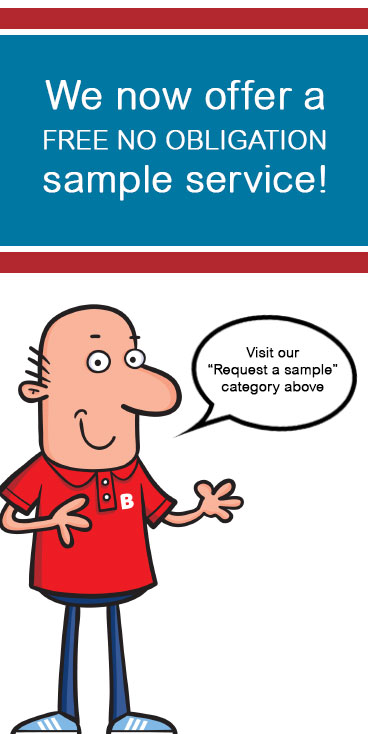 We now offer a
FREE NO OBLIGATION
sample service!
Visit our
“Request a sample”
category above
B